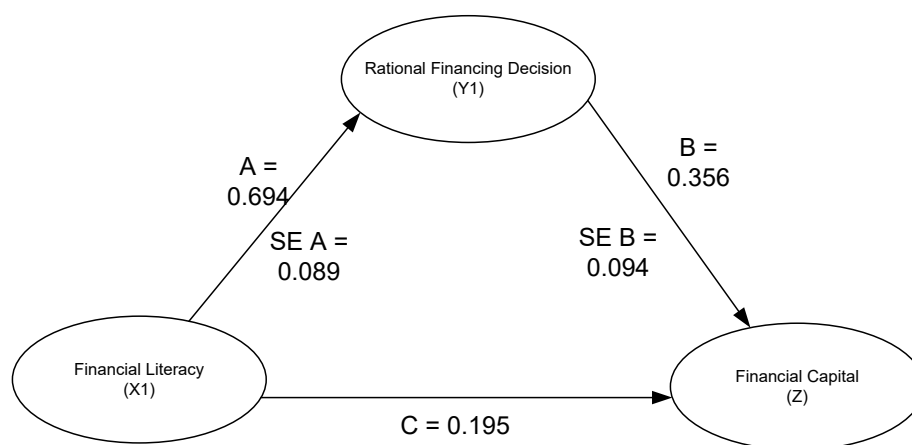 Rational Financing Decision
(Y1)
A =
0.694
B =
0.356
SE A =
0.089
SE B =
0.094
Financial Literacy
(X1)
Financial Capital
(Z)
C = 0.195